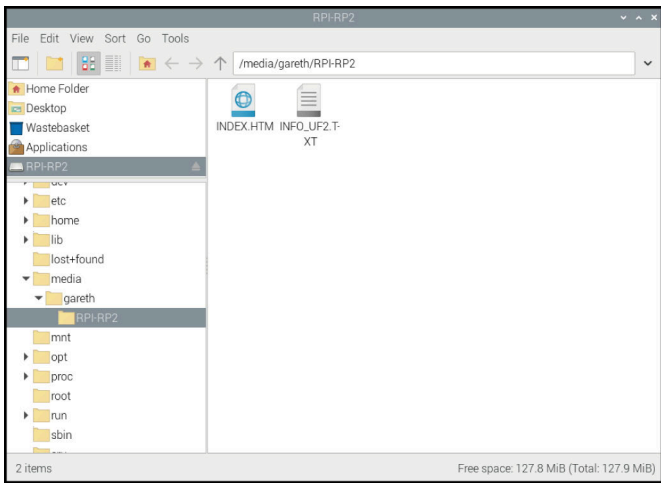 RPI-RP2
File Edit View Sort Go Tools
/media/gareth/RPI-RP2
Home Folder
Desktop
Wastebasket
Applications
RPI-RP2
dev
etc
home
lib
lost+found
media
gareth
RPI-RP2
mnt
opt
proc
root
run
sbin
INDEX.HTM
INFO_UF2.T-
XT
2 items
Free space: 127.8 MiB (Total: 127.9 MiB)